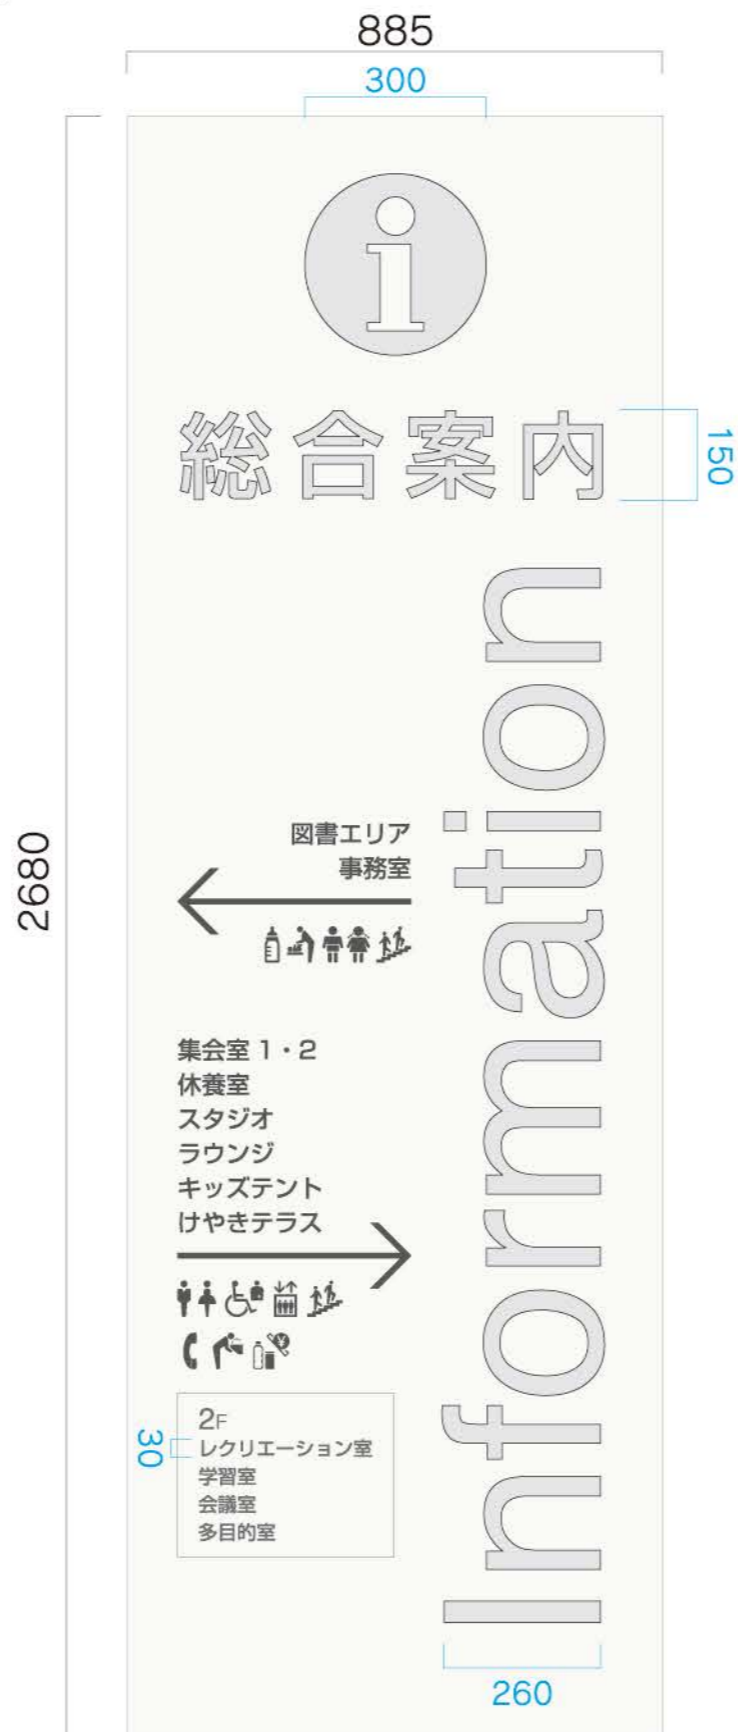 885
300
i
総合案内
150
Information
2680
図書エリア
事務室
集会室 1・2
休養室
スタジオ
ラウンジ
キッズテント
けやきテラス
¥
2F
30
レクリエーション室
学習室
会議室
多目的室
260